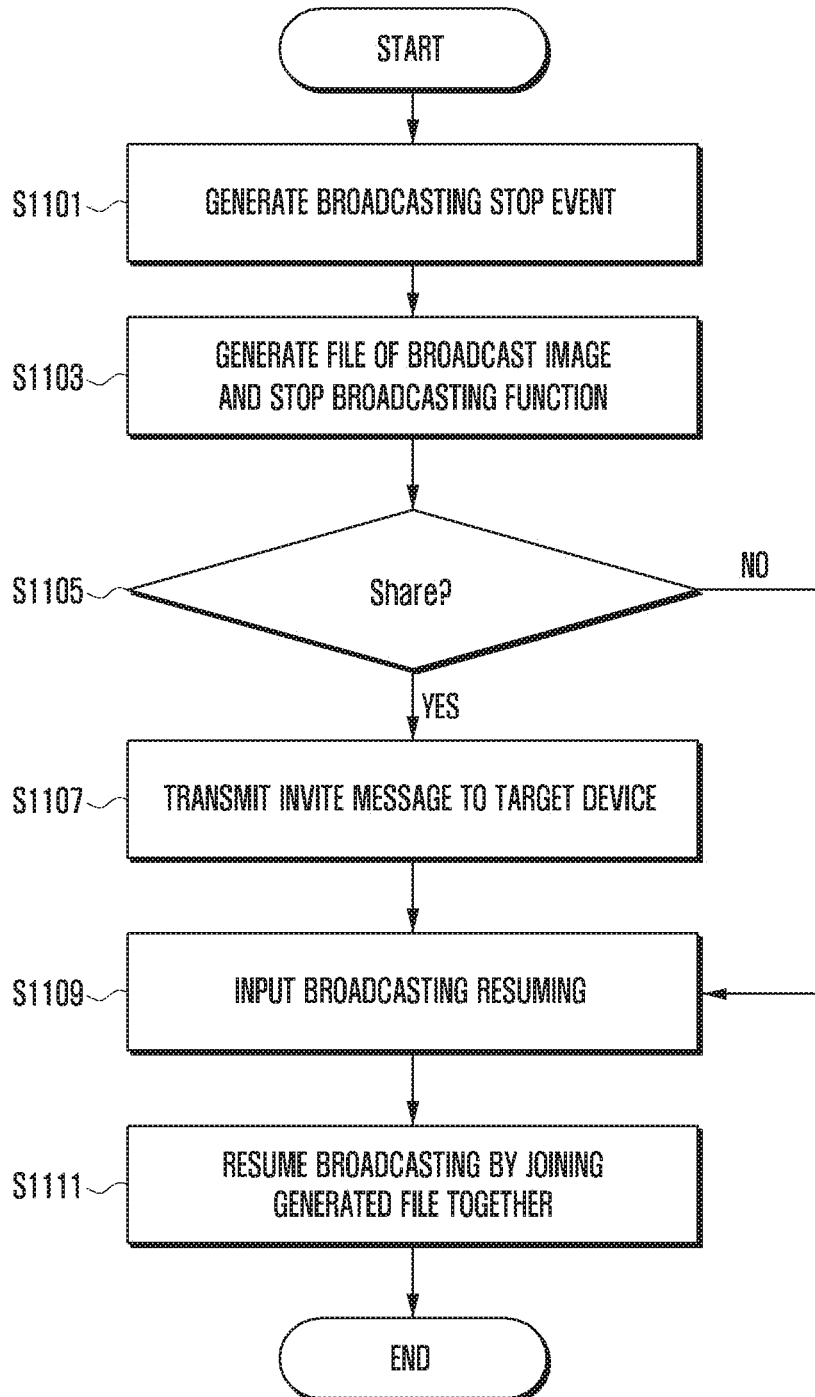 START
S1101
GENERATE BROADCASTING STOP EVENT
S1103
GENERATE FILE OF BROADCAST IMAGE
AND STOP BROADCASTING FUNCTION
S1105
Share?
NO
YES
S1107
TRANSMIT INVITE MESSAGE TO TARGET DEVICE
S1109
INPUT BROADCASTING RESUMING
S1111
RESUME BROADCASTING BY JOINING
GENERATED FILE TOGETHER
END